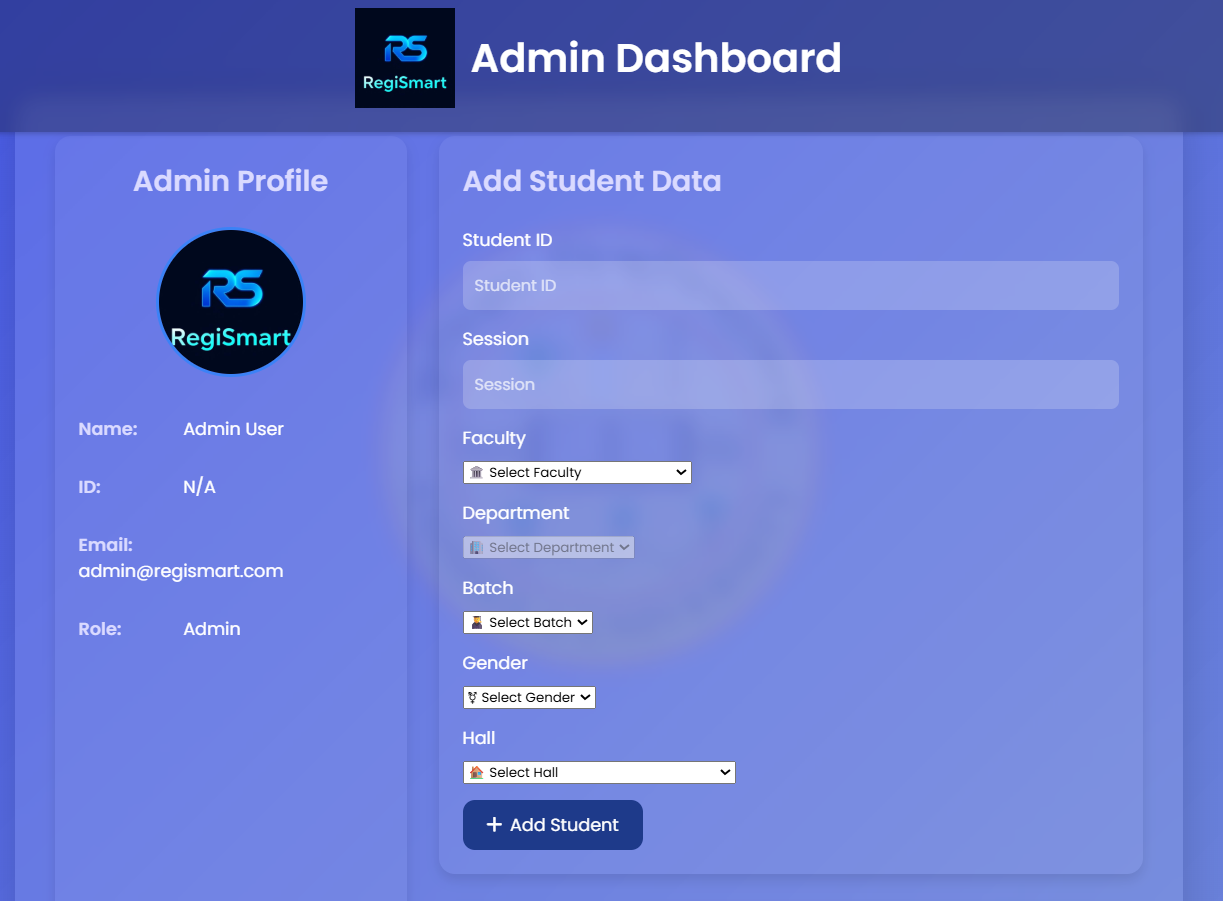 RS
RegiSmart
Admin Dashboard
Admin Profile
RS
RegiSmart
Name: Admin User
ID: N/A
Email:
admin@regismart.com
Role: Admin
Add Student Data
Student ID
Student ID
Session
Session
Faculty
🏛️ Select Faculty
Department
🏢 Select Department
Batch
👨‍🎓 Select Batch
Gender
⚧ Select Gender
Hall
🏠 Select Hall
+ Add Student